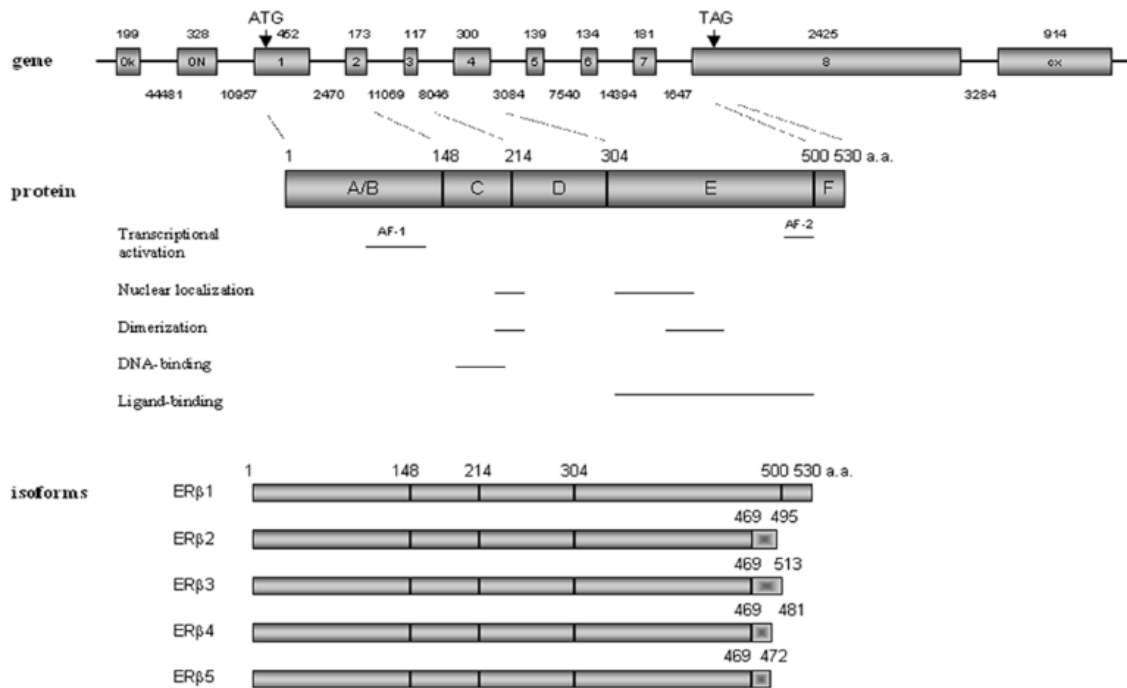 ATG TAG
199 328 452 173 117 300 139 134 181 2425 914
gene 0k 0N 1 2 3 4 5 6 7 8 cx
44481 10957 2470 11069 8046 3084 7540 14394 1647 3284
1 148 214 304 500 530 a.a.
protein A/B C D E F
Transcriptional AF-1 AF-2
activation
Nuclear localization
Dimerization
DNA-binding
Ligand-binding
1 148 214 304 500 530 a.a.
isoforms ERβ1
469 495
ERβ2
469 513
ERβ3
469 481
ERβ4
469 472
ERβ5